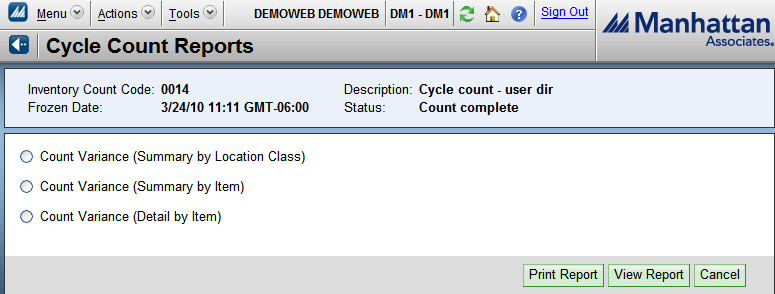 Menu Actions Tools DEMOWEB DEMOWEB DM1 - DM1 ? Sign Out
Manhattan
Associates®
Cycle Count Reports
Inventory Count Code: 0014 Description: Cycle count - user dir
Frozen Date: 3/24/10 11:11 GMT-06:00 Status: Count complete
Count Variance (Summary by Location Class)
Count Variance (Summary by Item)
Count Variance (Detail by Item)
Print Report View Report Cancel